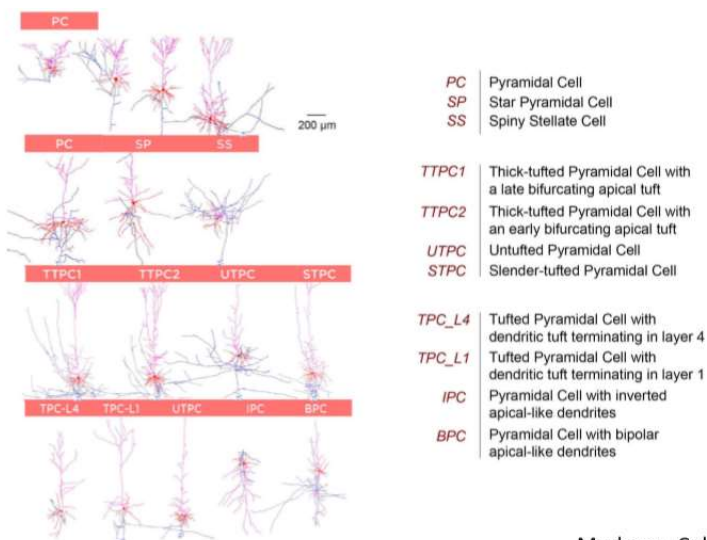 PC
200 µm
PC SP SS
TTPC1 TTPC2 UTPC STPC
TPC-L4 TPC-L1 UTPC IPC BPC
PC Pyramidal Cell
SP Star Pyramidal Cell
SS Spiny Stellate Cell
TTPC1 Thick-tufted Pyramidal Cell with
a late bifurcating apical tuft
TTPC2 Thick-tufted Pyramidal Cell with
an early bifurcating apical tuft
UTPC Untufted Pyramidal Cell
STPC Slender-tufted Pyramidal Cell
TPC_L4 Tufted Pyramidal Cell with
dendritic tuft terminating in layer 4
TPC_L1 Tufted Pyramidal Cell with
dendritic tuft terminating in layer 1
IPC Pyramidal Cell with inverted
apical-like dendrites
BPC Pyramidal Cell with bipolar
apical-like dendrites